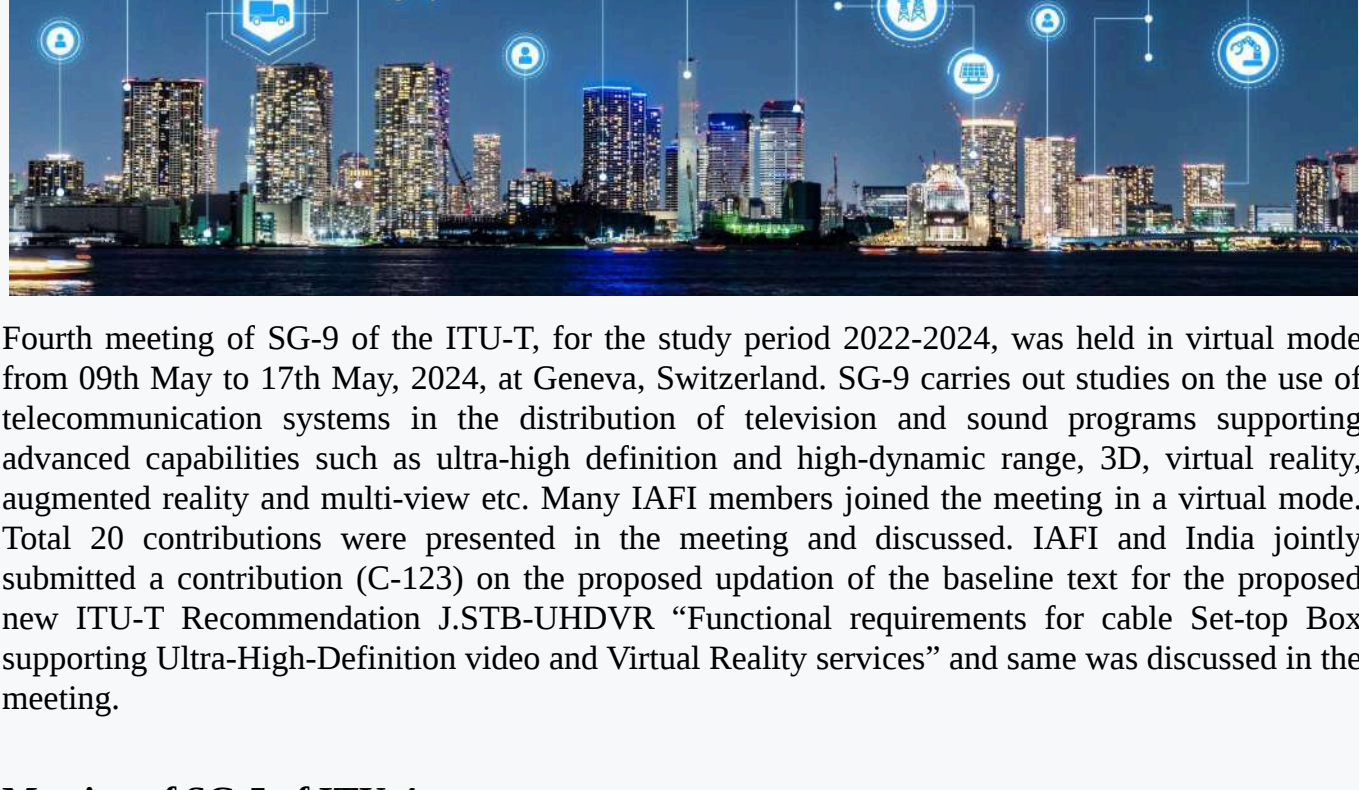 Fourth meeting of SG-9 of the ITU-T, for the study period 2022-2024, was held in virtual mode
from 09th May to 17th May, 2024, at Geneva, Switzerland. SG-9 carries out studies on the use of
telecommunication systems in the distribution of television and sound programs supporting
advanced capabilities such as ultra-high definition and high-dynamic range, 3D, virtual reality,
augmented reality and multi-view etc. Many IAFI members joined the meeting in a virtual mode.
Total 20 contributions were presented in the meeting and discussed. IAFI and India jointly
submitted a contribution (C-123) on the proposed updation of the baseline text for the proposed
new ITU-T Recommendation J.STB-UHDVR “Functional requirements for cable Set-top Box
supporting Ultra-High-Definition video and Virtual Reality services” and same was discussed in the
meeting.